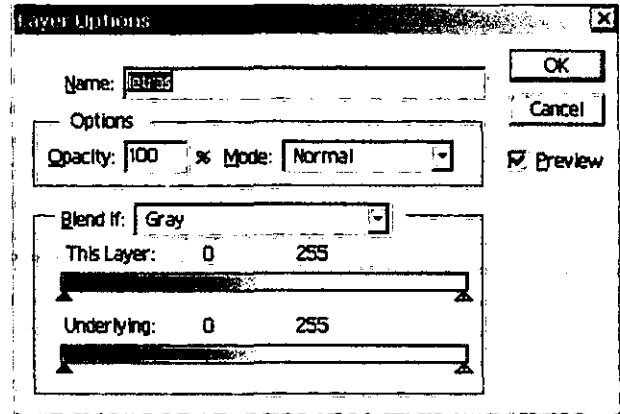 Layer Options
Name: letras
OK
Cancel
Options
Opacity: 100 % Mode: Normal
Preview
Blend If: Gray
This Layer: 0 255
Underlying: 0 255